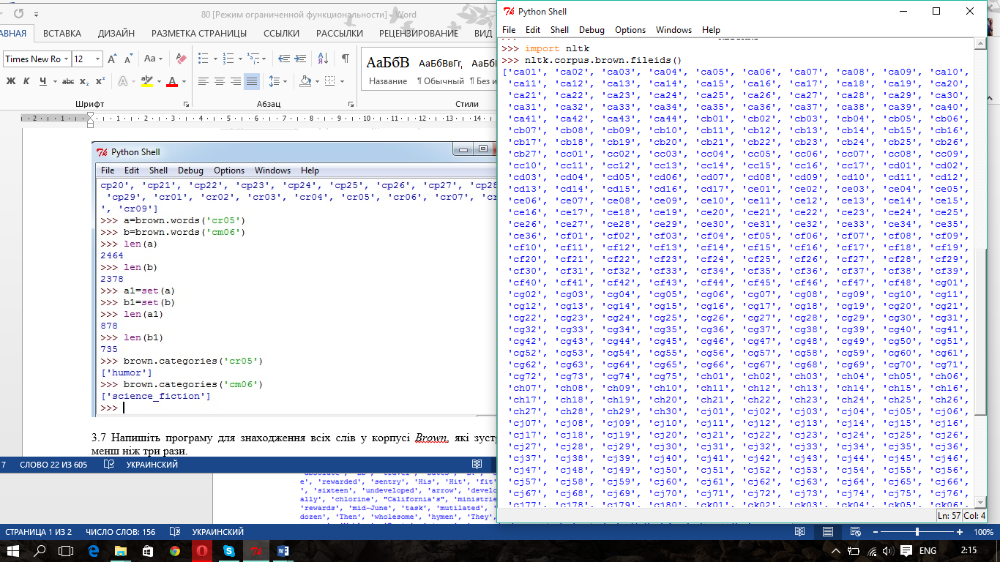 80 [Режим ограниченной функциональности] - Word
АВНАЯ ВСТАВКА ДИЗАЙН РАЗМЕТКА СТРАНИЦЫ ССЫЛКИ РАССЫЛКИ РЕЦЕНЗИРОВАНИЕ ВИД
Times New Ro 12 Aa
АаБбВ АаБбВвГг, АаБбВ
Ж К Ч abc x₂ x² Название ¶ Обычный ¶ Без и
Шрифт Абзац Стили
2 1 1 2 3 4 5 6 7 8 9 10 11 12 13 14
Python Shell
File Edit Shell Debug Options Windows Help
cp20', 'cp21', 'cp22', 'cp23', 'cp24', 'cp25', 'cp26', 'cp27', 'cp28
'cp29', 'cr01', 'cr02', 'cr03', 'cr04', 'cr05', 'cr06', 'cr07', 'cr
', 'cr09']
>>> a=brown.words('cr05')
>>> b=brown.words('cm06')
>>> len(a)
2464
>>> len(b)
2378
>>> a1=set(a)
>>> b1=set(b)
>>> len(a1)
878
>>> len(b1)
735
>>> brown.categories('cr05')
['humor']
>>> brown.categories('cm06')
['science_fiction']
>>>
3.7 Напишіть програму для знаходження всіх слів у корпусі Brown, які зуст
менш ніж три рази.
7 СЛОВО 22 ИЗ 605 УКРАИНСКИЙ
e', 'rewarded', 'sentry', 'His', 'Hit', 'fit'
, 'sixteen', 'undeveloped', 'arrow', 'develo
ally', 'chlorine', "California's", 'ministrie
'rewards', 'mid-June', 'task', 'mutilated', '
dozen', 'Then', 'wholesome', 'hymen', 'They',
Python Shell
File Edit Shell Debug Options Windows Help
>>> import nltk
>>> nltk.corpus.brown.fileids()
['ca01', 'ca02', 'ca03', 'ca04', 'ca05', 'ca06', 'ca07', 'ca08', 'ca09', 'ca10',
'ca11', 'ca12', 'ca13', 'ca14', 'ca15', 'ca16', 'ca17', 'ca18', 'ca19', 'ca20',
'ca21', 'ca22', 'ca23', 'ca24', 'ca25', 'ca26', 'ca27', 'ca28', 'ca29', 'ca30',
'ca31', 'ca32', 'ca33', 'ca34', 'ca35', 'ca36', 'ca37', 'ca38', 'ca39', 'ca40',
'ca41', 'ca42', 'ca43', 'ca44', 'cb01', 'cb02', 'cb03', 'cb04', 'cb05', 'cb06',
'cb07', 'cb08', 'cb09', 'cb10', 'cb11', 'cb12', 'cb13', 'cb14', 'cb15', 'cb16',
'cb17', 'cb18', 'cb19', 'cb20', 'cb21', 'cb22', 'cb23', 'cb24', 'cb25', 'cb26',
'cb27', 'cc01', 'cc02', 'cc03', 'cc04', 'cc05', 'cc06', 'cc07', 'cc08', 'cc09',
'cc10', 'cc11', 'cc12', 'cc13', 'cc14', 'cc15', 'cc16', 'cc17', 'cd01', 'cd02',
'cd03', 'cd04', 'cd05', 'cd06', 'cd07', 'cd08', 'cd09', 'cd10', 'cd11', 'cd12',
'cd13', 'cd14', 'cd15', 'cd16', 'cd17', 'ce01', 'ce02', 'ce03', 'ce04', 'ce05',
'ce06', 'ce07', 'ce08', 'ce09', 'ce10', 'ce11', 'ce12', 'ce13', 'ce14', 'ce15',
'ce16', 'ce17', 'ce18', 'ce19', 'ce20', 'ce21', 'ce22', 'ce23', 'ce24', 'ce25',
'ce26', 'ce27', 'ce28', 'ce29', 'ce30', 'ce31', 'ce32', 'ce33', 'ce34', 'ce35',
'ce36', 'cf01', 'cf02', 'cf03', 'cf04', 'cf05', 'cf06', 'cf07', 'cf08', 'cf09',
'cf10', 'cf11', 'cf12', 'cf13', 'cf14', 'cf15', 'cf16', 'cf17', 'cf18', 'cf19',
'cf20', 'cf21', 'cf22', 'cf23', 'cf24', 'cf25', 'cf26', 'cf27', 'cf28', 'cf29',
'cf30', 'cf31', 'cf32', 'cf33', 'cf34', 'cf35', 'cf36', 'cf37', 'cf38', 'cf39',
'cf40', 'cf41', 'cf42', 'cf43', 'cf44', 'cf45', 'cf46', 'cf47', 'cf48', 'cg01',
'cg02', 'cg03', 'cg04', 'cg05', 'cg06', 'cg07', 'cg08', 'cg09', 'cg10', 'cg11',
'cg12', 'cg13', 'cg14', 'cg15', 'cg16', 'cg17', 'cg18', 'cg19', 'cg20', 'cg21',
'cg22', 'cg23', 'cg24', 'cg25', 'cg26', 'cg27', 'cg28', 'cg29', 'cg30', 'cg31',
'cg32', 'cg33', 'cg34', 'cg35', 'cg36', 'cg37', 'cg38', 'cg39', 'cg40', 'cg41',
'cg42', 'cg43', 'cg44', 'cg45', 'cg46', 'cg47', 'cg48', 'cg49', 'cg50', 'cg51',
'cg52', 'cg53', 'cg54', 'cg55', 'cg56', 'cg57', 'cg58', 'cg59', 'cg60', 'cg61',
'cg62', 'cg63', 'cg64', 'cg65', 'cg66', 'cg67', 'cg68', 'cg69', 'cg70', 'cg71',
'cg72', 'cg73', 'cg74', 'cg75', 'ch01', 'ch02', 'ch03', 'ch04', 'ch05', 'ch06',
'ch07', 'ch08', 'ch09', 'ch10', 'ch11', 'ch12', 'ch13', 'ch14', 'ch15', 'ch16',
'ch17', 'ch18', 'ch19', 'ch20', 'ch21', 'ch22', 'ch23', 'ch24', 'ch25', 'ch26',
'ch27', 'ch28', 'ch29', 'ch30', 'cj01', 'cj02', 'cj03', 'cj04', 'cj05', 'cj06',
'cj07', 'cj08', 'cj09', 'cj10', 'cj11', 'cj12', 'cj13', 'cj14', 'cj15', 'cj16',
'cj17', 'cj18', 'cj19', 'cj20', 'cj21', 'cj22', 'cj23', 'cj24', 'cj25', 'cj26',
'cj27', 'cj28', 'cj29', 'cj30', 'cj31', 'cj32', 'cj33', 'cj34', 'cj35', 'cj36',
'cj37', 'cj38', 'cj39', 'cj40', 'cj41', 'cj42', 'cj43', 'cj44', 'cj45', 'cj46',
'cj47', 'cj48', 'cj49', 'cj50', 'cj51', 'cj52', 'cj53', 'cj54', 'cj55', 'cj56',
'cj57', 'cj58', 'cj59', 'cj60', 'cj61', 'cj62', 'cj63', 'cj64', 'cj65', 'cj66',
'cj67', 'cj68', 'cj69', 'cj70', 'cj71', 'cj72', 'cj73', 'cj74', 'cj75', 'cj76',
'cj77', 'cj78', 'cj79', 'cj80', 'ck01', 'ck02', 'ck03', 'ck04', 'ck05', 'ck06',
Ln: 57 Col: 4
СТРАНИЦА 1 ИЗ 2 ЧИСЛО СЛОВ: 156 УКРАИНСКИЙ 100%
ENG 2:15